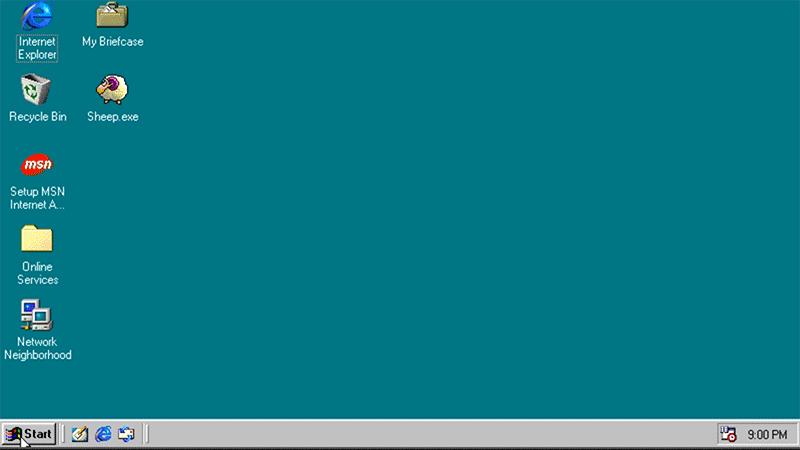 Internet
Explorer
My Briefcase
Recycle Bin
Sheep.exe
msn
Setup MSN
Internet A...
Online
Services
Network
Neighborhood
Start
9:00 PM